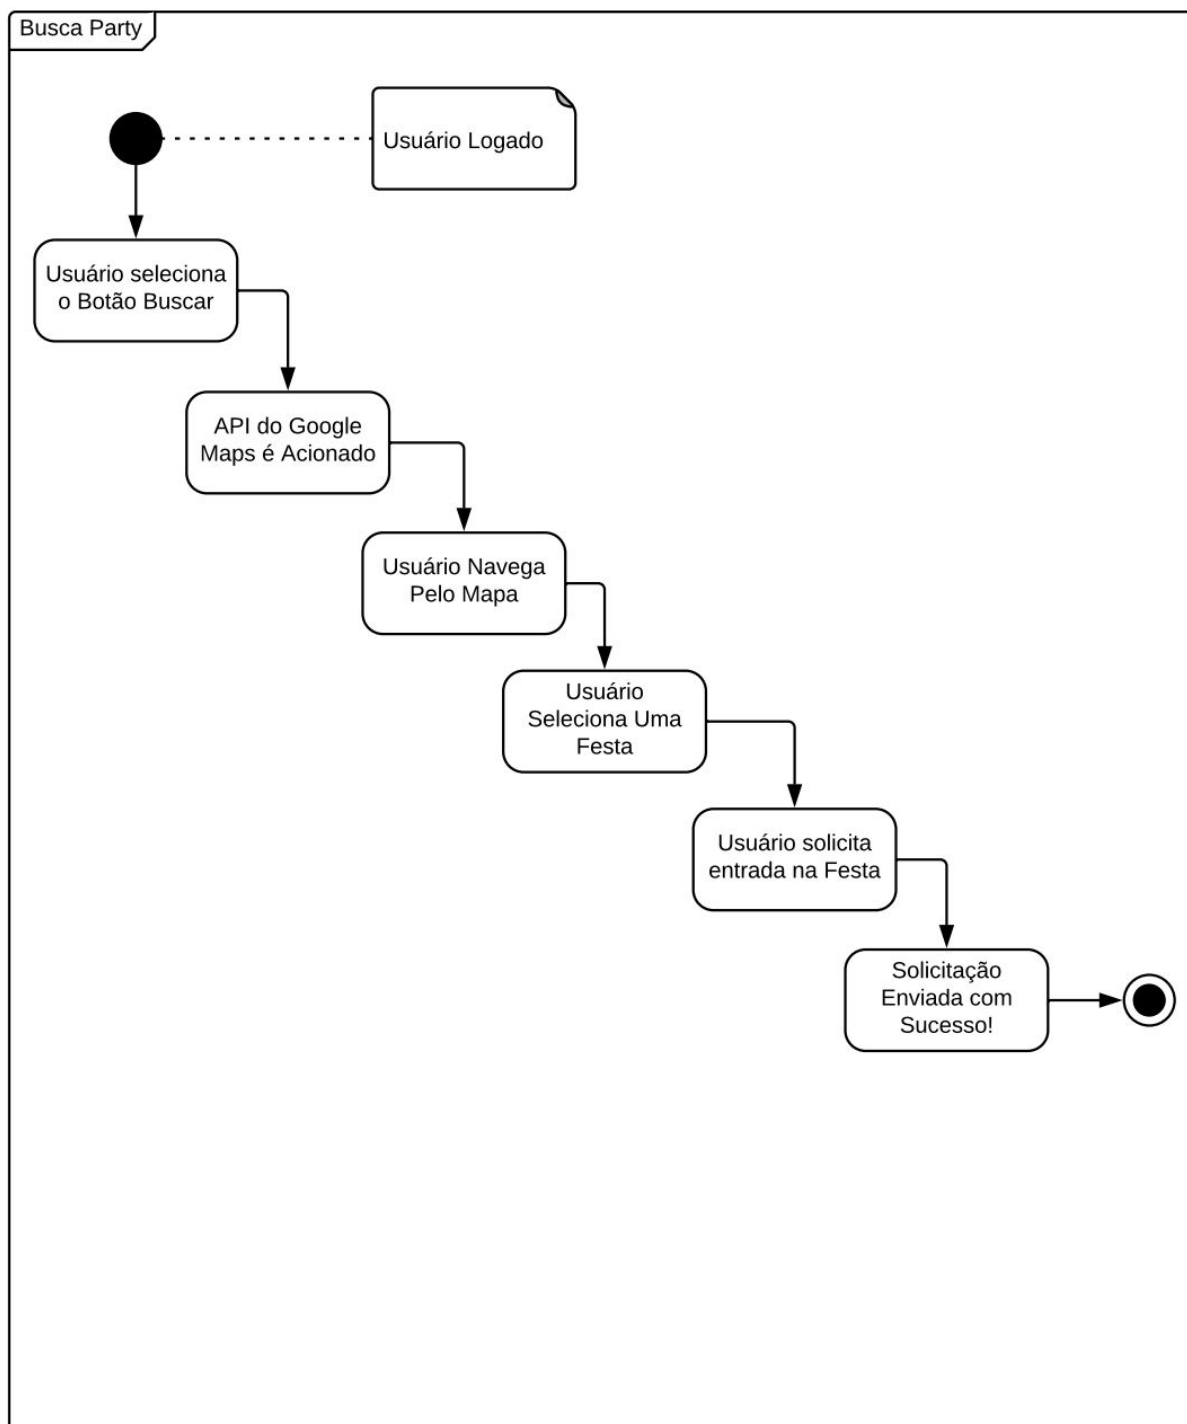 Busca Party
Usuário Logado
Usuário seleciona
o Botão Buscar
API do Google
Maps é Acionado
Usuário Navega
Pelo Mapa
Usuário
Seleciona Uma
Festa
Usuário solicita
entrada na Festa
Solicitação
Enviada com
Sucesso!